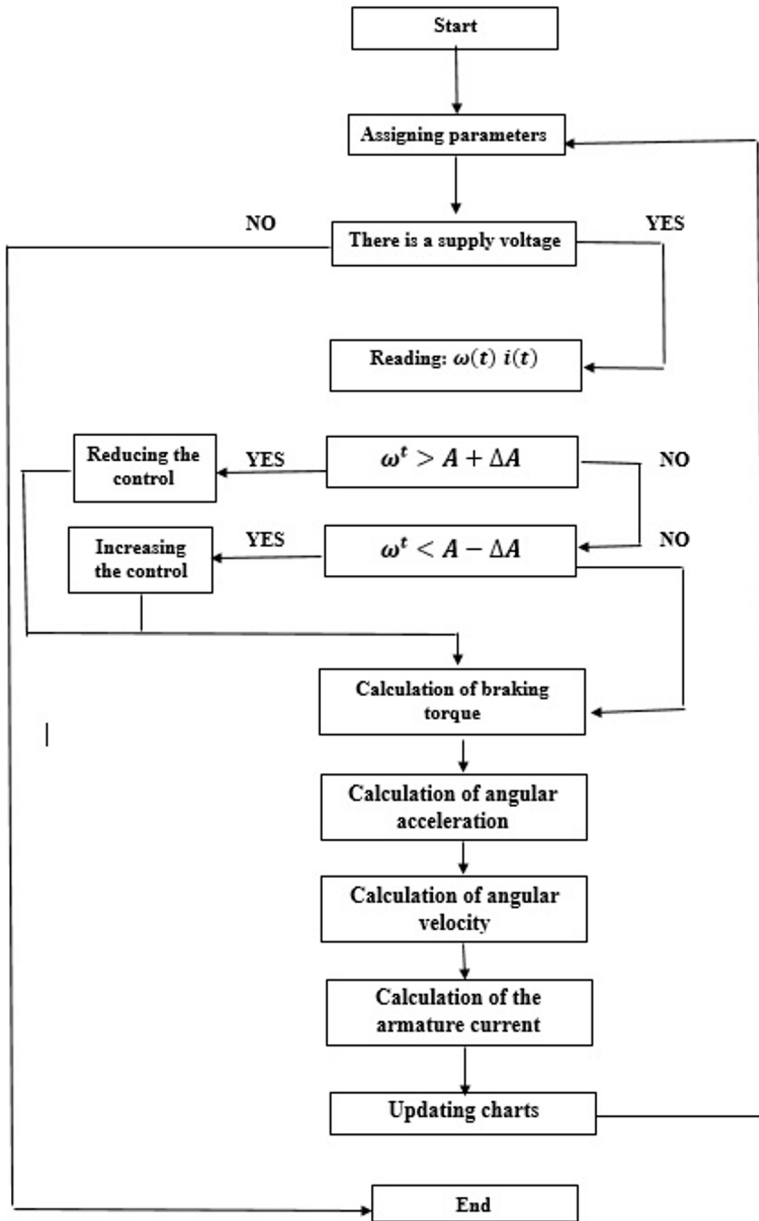 Start
Assigning parameters
NO
YES
There is a supply voltage
Reading: ω(t) i(t)
Reducing the
control
YES
ω^t > A + ΔA
NO
Increasing
the control
YES
ω^t < A − ΔA
NO
Calculation of braking
torque
Calculation of angular
acceleration
Calculation of angular
velocity
Calculation of the
armature current
Updating charts
End